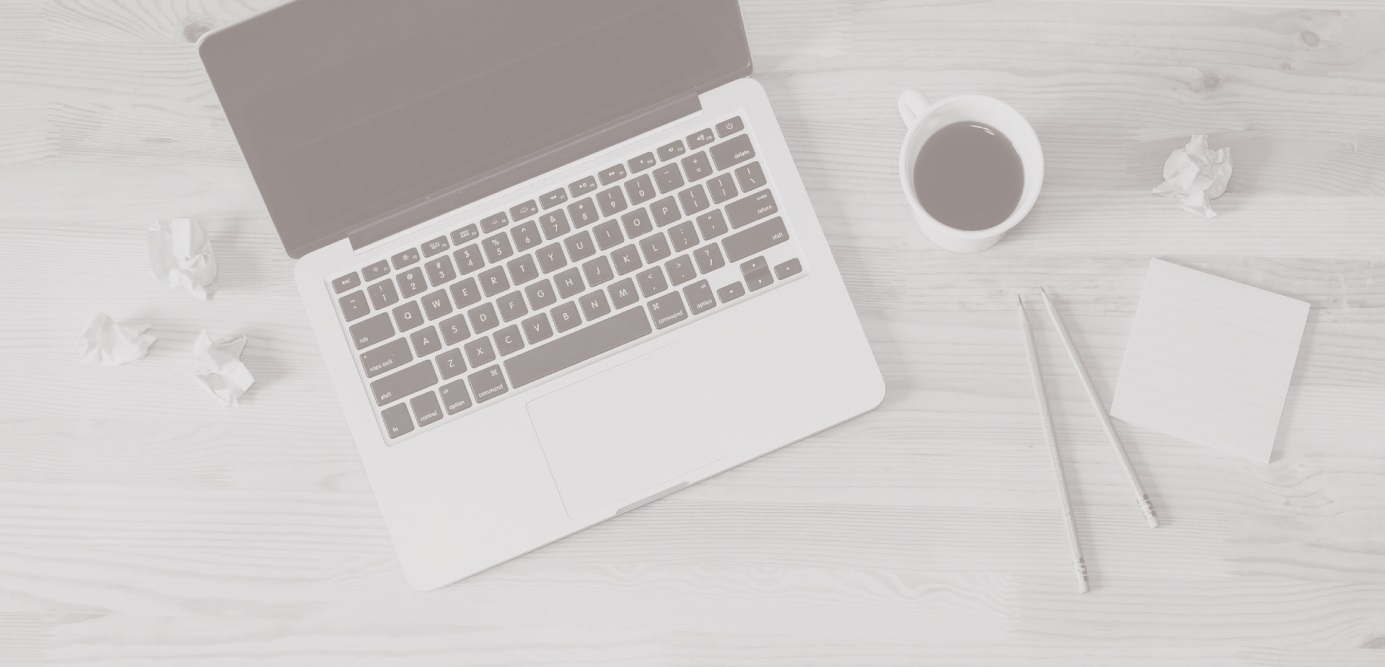 esc
~ ` ! 1 @ 2 # 3 $ 4 % 5 ^ 6 & 7 * 8 ( 9 ) 0 + = delete
tab Q W E R T Y U I O P { [ } ] | \
caps lock A S D F G H J K L : ; return
shift Z X C V B N M < , > . ? / shift
fn control option command command option